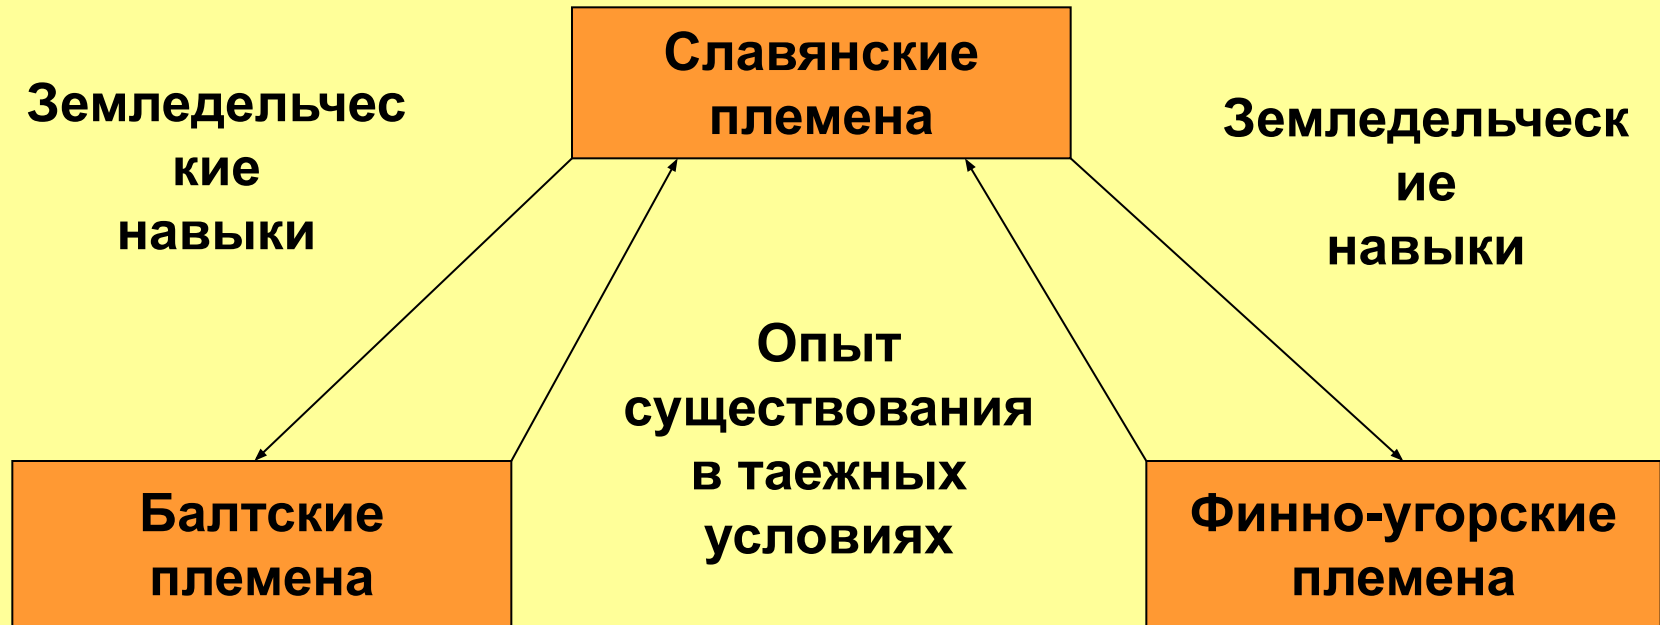 Славянские
племена
Земледельчес
кие
навыки
Земледельческ
ие
навыки
Опыт
существования
в таежных
условиях
Балтские
племена
Финно-угорские
племена